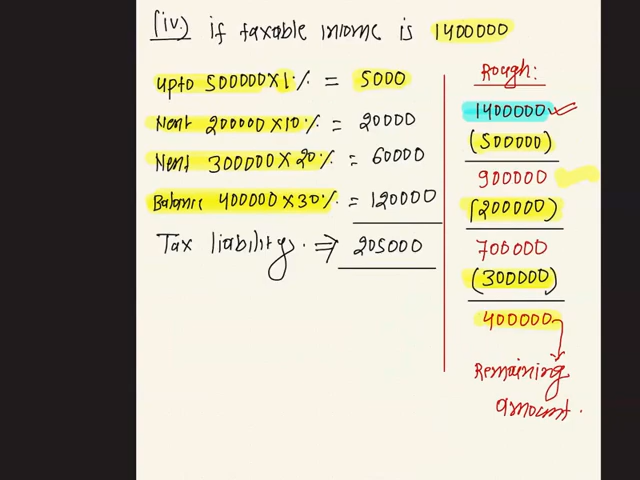 (iv). if taxable income is 1400000
upto 500000×1% = 5000
Next 200000×10% = 20000
Next 300000×20% = 60000
Balance 400000×30% = 120000
Tax liability. ⇒ 205000
Rough:
1400000 ✓
(500000)
900000
(200000)
700000
(300000)
400000
Remaining
amount.